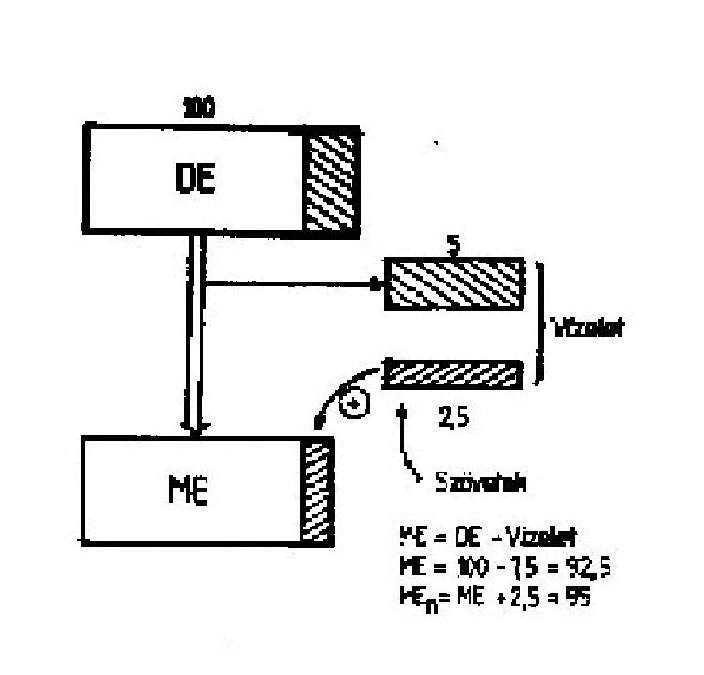 100
DE
5
Vizelet
2,5
ME
Szövetek
ME = DE - Vizelet
ME = 100 - 7,5 = 92,5
MEn = ME + 2,5 = 95